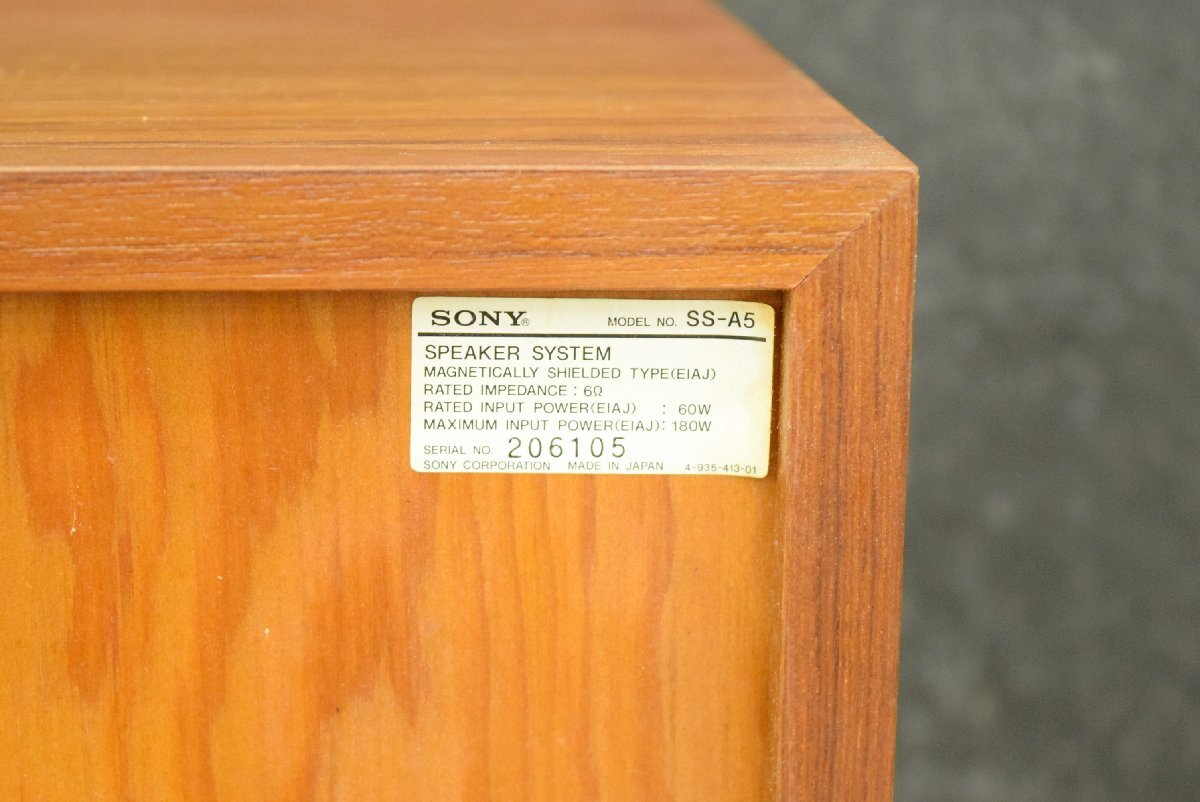 SONY® MODEL NO. SS-A5
SPEAKER SYSTEM
MAGNETICALLY SHIELDED TYPE(EIAJ)
RATED IMPEDANCE : 6Ω
RATED INPUT POWER(EIAJ) : 60W
MAXIMUM INPUT POWER(EIAJ): 180W
SERIAL NO. 206105
SONY CORPORATION MADE IN JAPAN 4-935-413-01